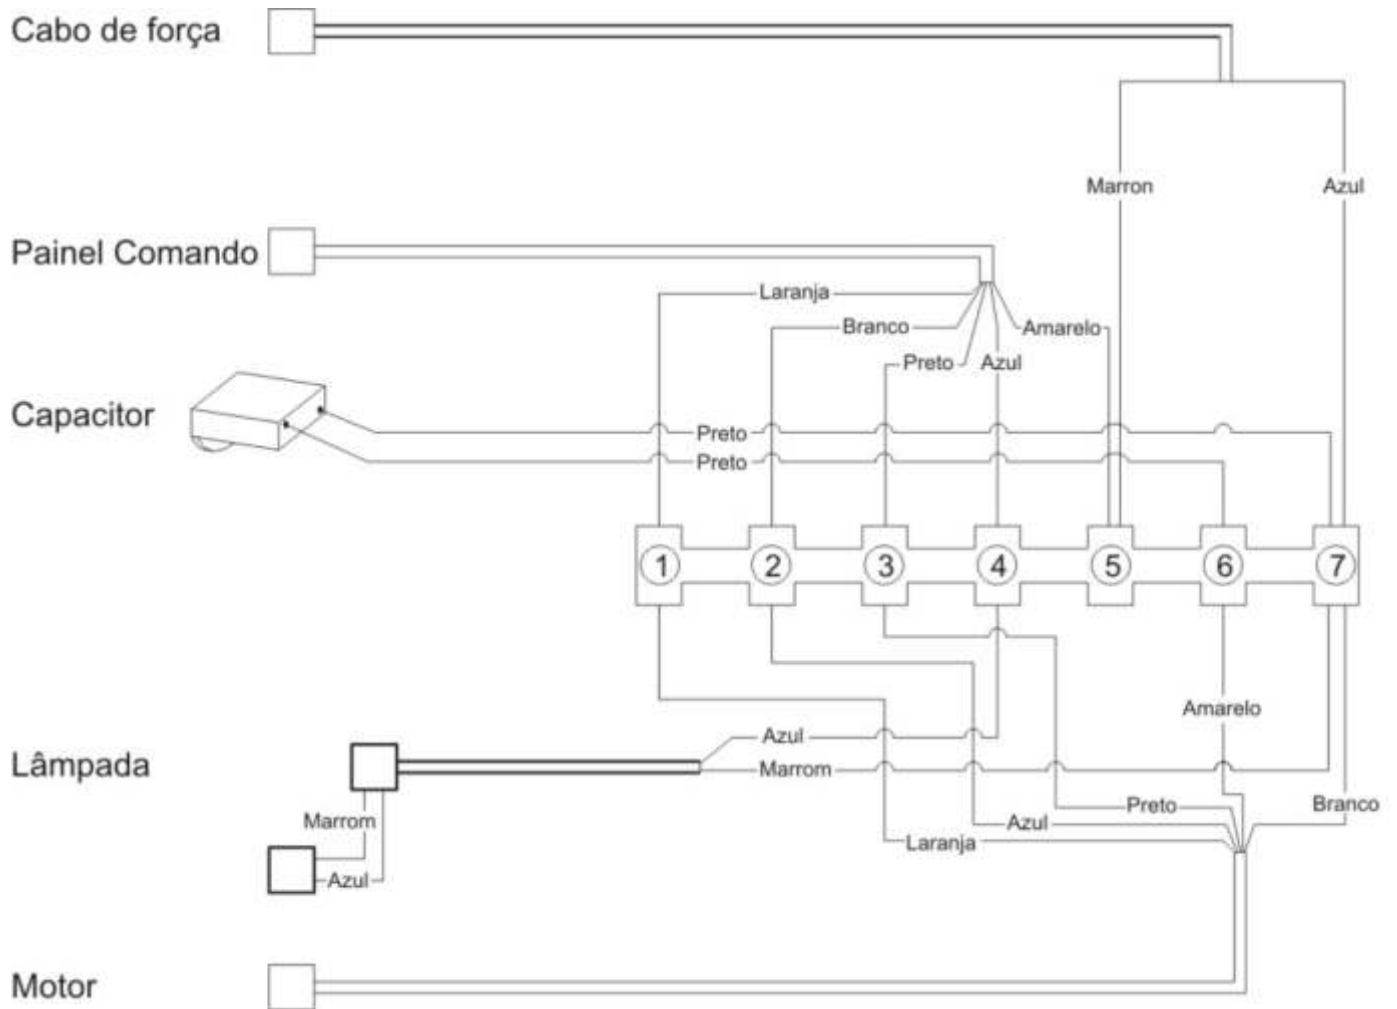 Cabo de força
Marron
Azul
Painel Comando
Laranja
Branco
Amarelo
Preto
Azul
Capacitor
Preto
Preto
1
2
3
4
5
6
7
Amarelo
Azul
Lâmpada
Marrom
Marrom
Preto
Branco
Azul
Laranja
Azul
Motor